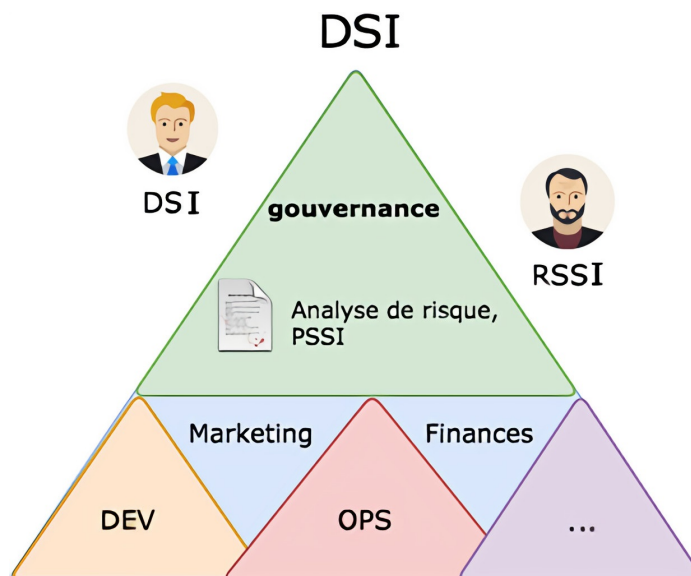 DSI
DSI
gouvernance
RSSI
Analyse de risque,
PSSI
Marketing
Finances
DEV
OPS
...